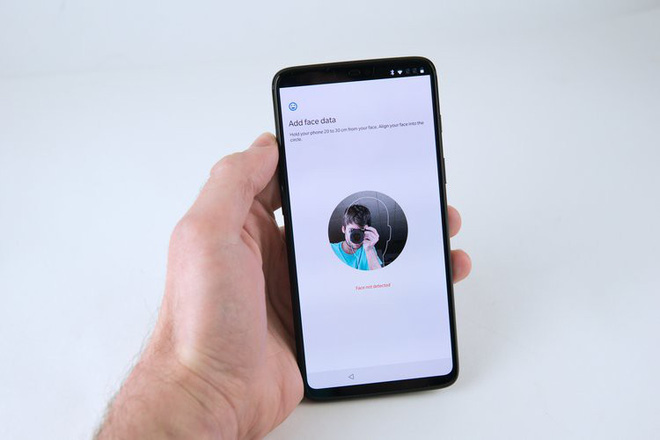 Add face data
Hold your phone 20 to 30 cm from your face. Align your face into the
circle.
Face not detected